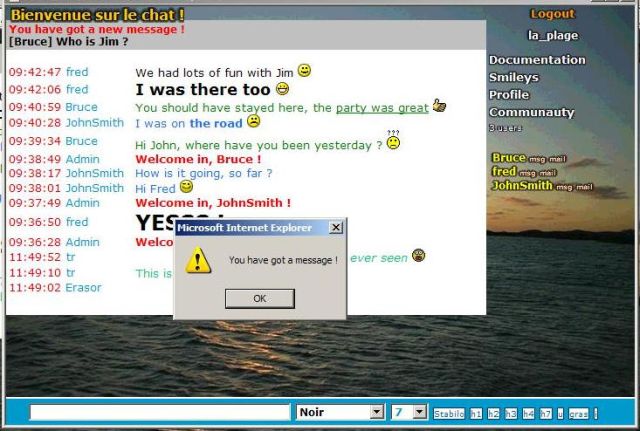 Bienvenue sur le chat !
You have got a new message !
[Bruce] Who is Jim ?
09:42:47 fred We had lots of fun with Jim
09:42:06 fred I was there too
09:40:59 Bruce You should have stayed here, the party was great
09:40:28 JohnSmith I was on the road
09:39:34 Bruce Hi John, where have you been yesterday ? ???
09:38:49 Admin Welcome in, Bruce !
09:38:17 JohnSmith How is it going, so far ?
09:38:01 JohnSmith Hi Fred
09:37:49 Admin Welcome in, JohnSmith !
09:36:50 fred
09:36:28 Admin
11:49:52 tr ever seen
11:49:10 tr This is
11:49:02 Erasor
Microsoft Internet Explorer
You have got a message !
OK
Logout
la_plage
Documentation
Smileys
Profile
Communauty
3 users
Bruce msg mail
fred msg mail
JohnSmith msg mail
Noir 7 Stabilo h1 h2 h3 h4 h7 u gras i